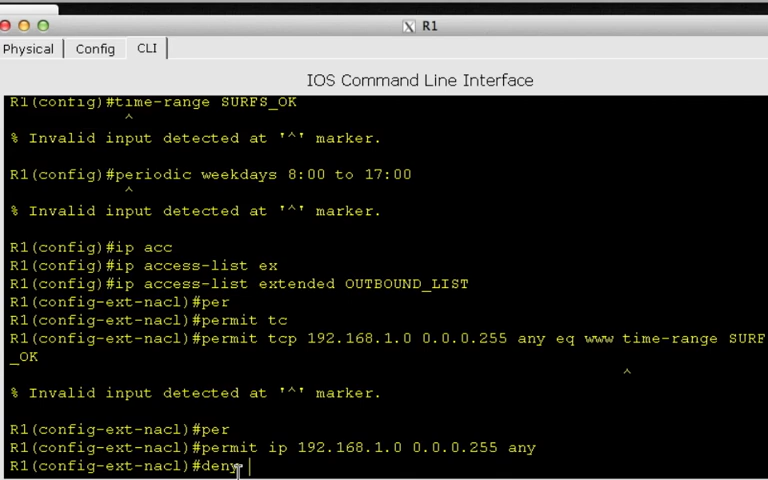 R1
Physical Config CLI
IOS Command Line Interface
R1(config)#time-range SURFS_OK
^
% Invalid input detected at '^' marker.
R1(config)#periodic weekdays 8:00 to 17:00
^
% Invalid input detected at '^' marker.
R1(config)#ip acc
R1(config)#ip access-list ex
R1(config)#ip access-list extended OUTBOUND_LIST
R1(config-ext-nacl)#per
R1(config-ext-nacl)#permit tc
R1(config-ext-nacl)#permit tcp 192.168.1.0 0.0.0.255 any eq www time-range SURF
_OK
^
% Invalid input detected at '^' marker.
R1(config-ext-nacl)#per
R1(config-ext-nacl)#permit ip 192.168.1.0 0.0.0.255 any
R1(config-ext-nacl)#deny